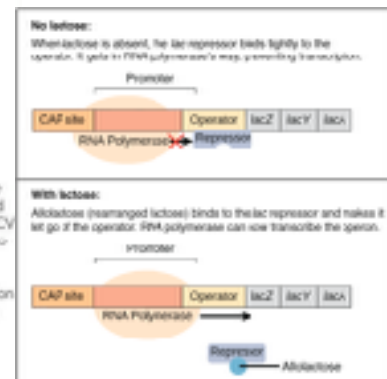 No lactose:
When lactose is absent, he lac repressor binds tightly to the
operator. It gets in RNA polymerase's way, preventing transcription.
Promoter
CAP site
Operator
lacZ
lacY
lacA
RNA Polymerase
Repressor
With lactose:
Allolactose (rearranged lactose) binds to the lac repressor and makes it
let go of the operator. RNA polymerase can now transcribe the operon.
Promoter
CAP site
Operator
lacZ
lacY
lacA
RNA Polymerase
Repressor
Allolactose